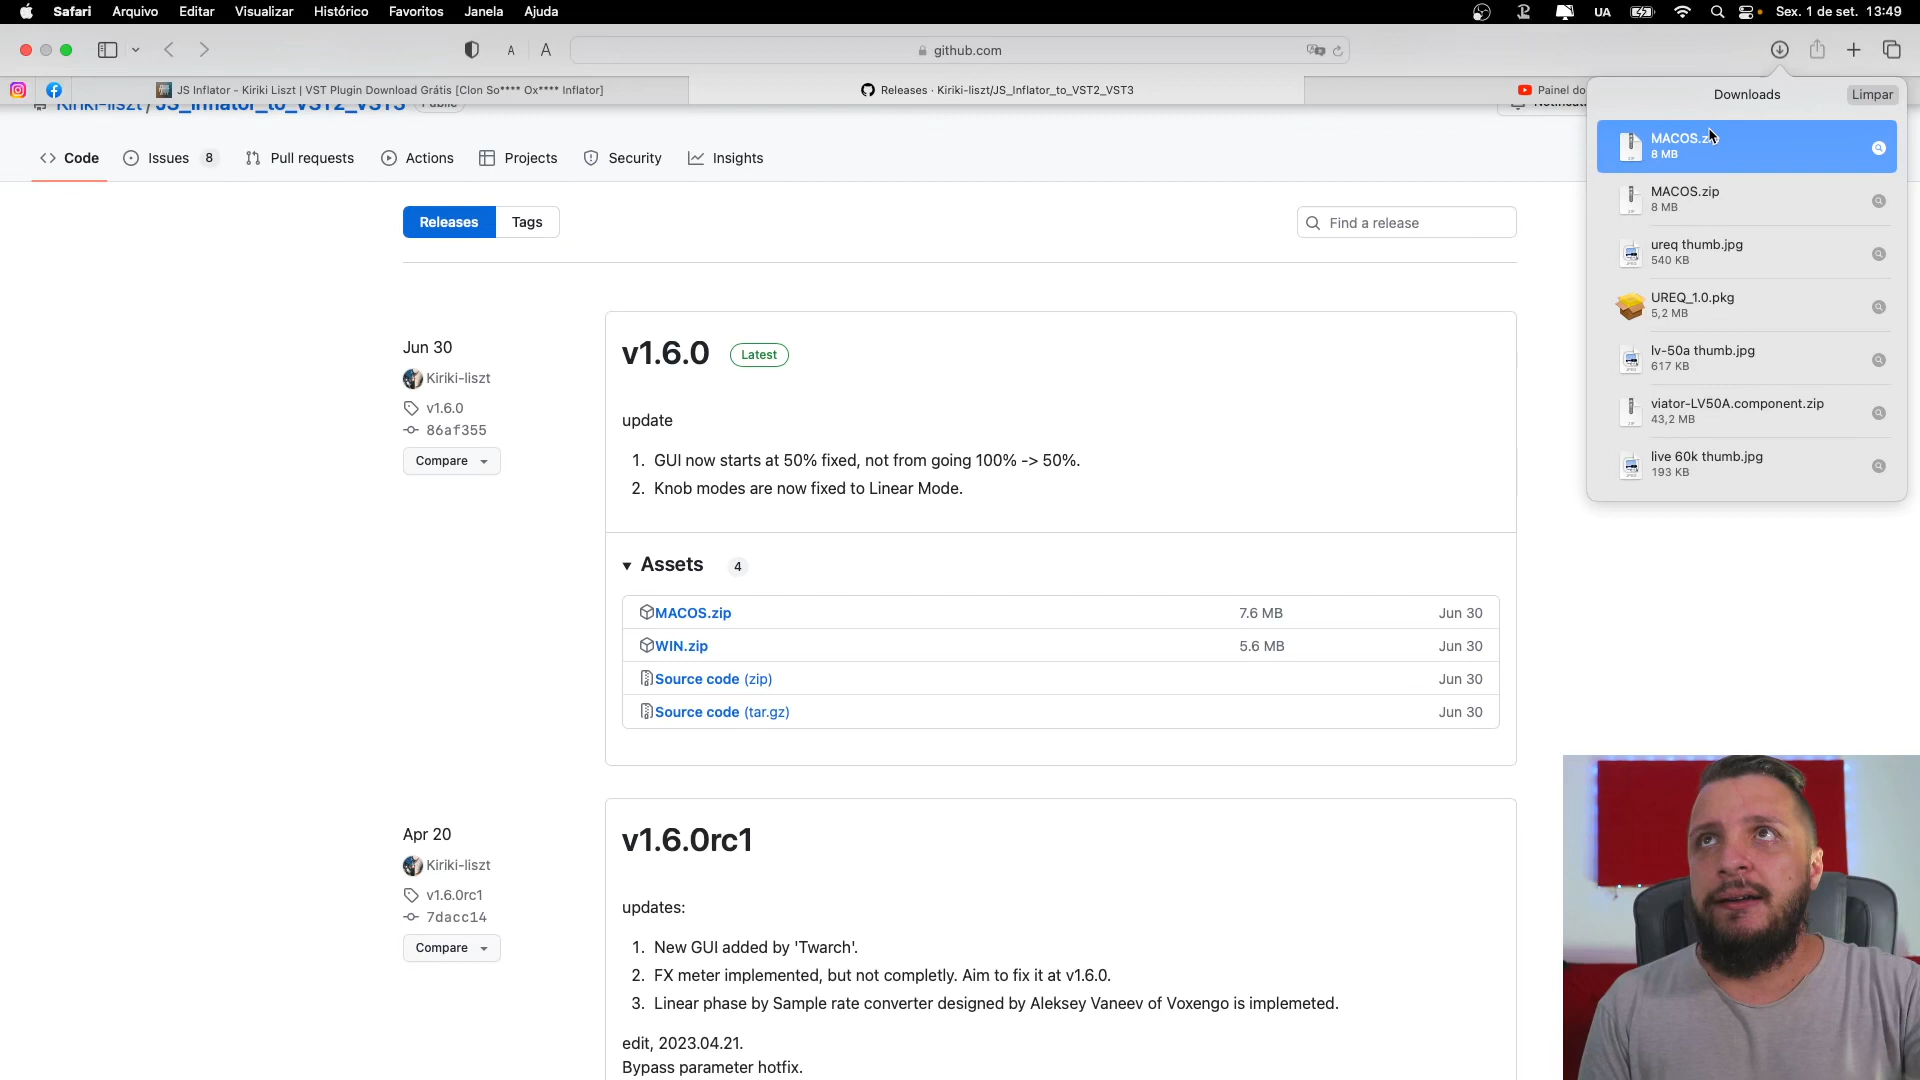 Safari Arquivo Editar Visualizar Histórico Favoritos Janela Ajuda UA Sex. 1 de set. 13:49
A A github.com
JS Inflator - Kiriki Liszt | VST Plugin Download Grátis [Clon So**** Ox**** Inflator] Releases · Kiriki-liszt/JS_Inflator_to_VST2_VST3 Painel do
Kiriki-liszt / JS_Inflator_to_VST2_VST3 Public
Code Issues 8 Pull requests Actions Projects Security Insights
Releases Tags Find a release
Jun 30
Kiriki-liszt
v1.6.0
86af355
Compare
v1.6.0 Latest
update
1. GUI now starts at 50% fixed, not from going 100% -> 50%.
2. Knob modes are now fixed to Linear Mode.
Assets 4
MACOS.zip 7.6 MB Jun 30
WIN.zip 5.6 MB Jun 30
Source code (zip) Jun 30
Source code (tar.gz) Jun 30
Apr 20
Kiriki-liszt
v1.6.0rc1
7dacc14
Compare
v1.6.0rc1
updates:
1. New GUI added by 'Twarch'.
2. FX meter implemented, but not completly. Aim to fix it at v1.6.0.
3. Linear phase by Sample rate converter designed by Aleksey Vaneev of Voxengo is implemeted.
edit, 2023.04.21.
Bypass parameter hotfix.
Downloads Limpar
MACOS.zip
8 MB
MACOS.zip
8 MB
ureq thumb.jpg
540 KB
UREQ_1.0.pkg
5,2 MB
lv-50a thumb.jpg
617 KB
viator-LV50A.component.zip
43,2 MB
live 60k thumb.jpg
193 KB